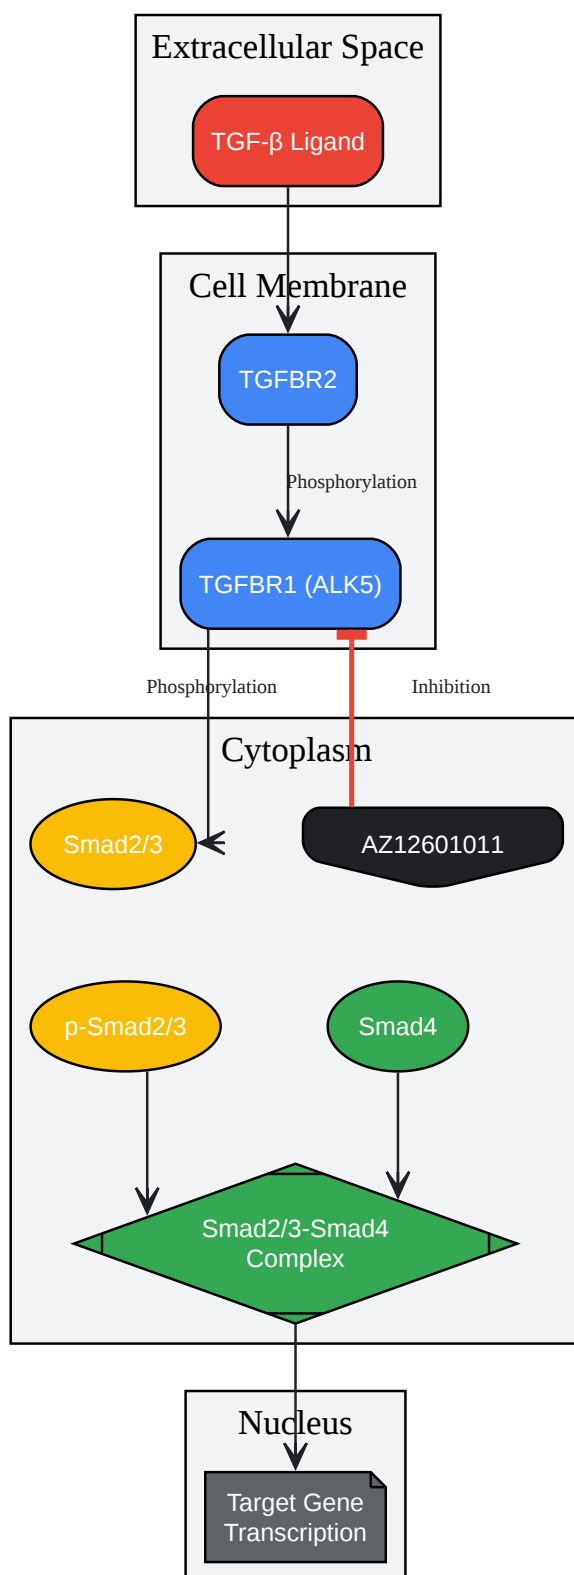 Extracellular Space
TGF-β Ligand
Cell Membrane
TGFBR2
Phosphorylation
TGFBR1 (ALK5)
Phosphorylation
Inhibition
Cytoplasm
Smad2/3
AZ12601011
p-Smad2/3
Smad4
Smad2/3-Smad4
Complex
Nucleus
Target Gene
Transcription